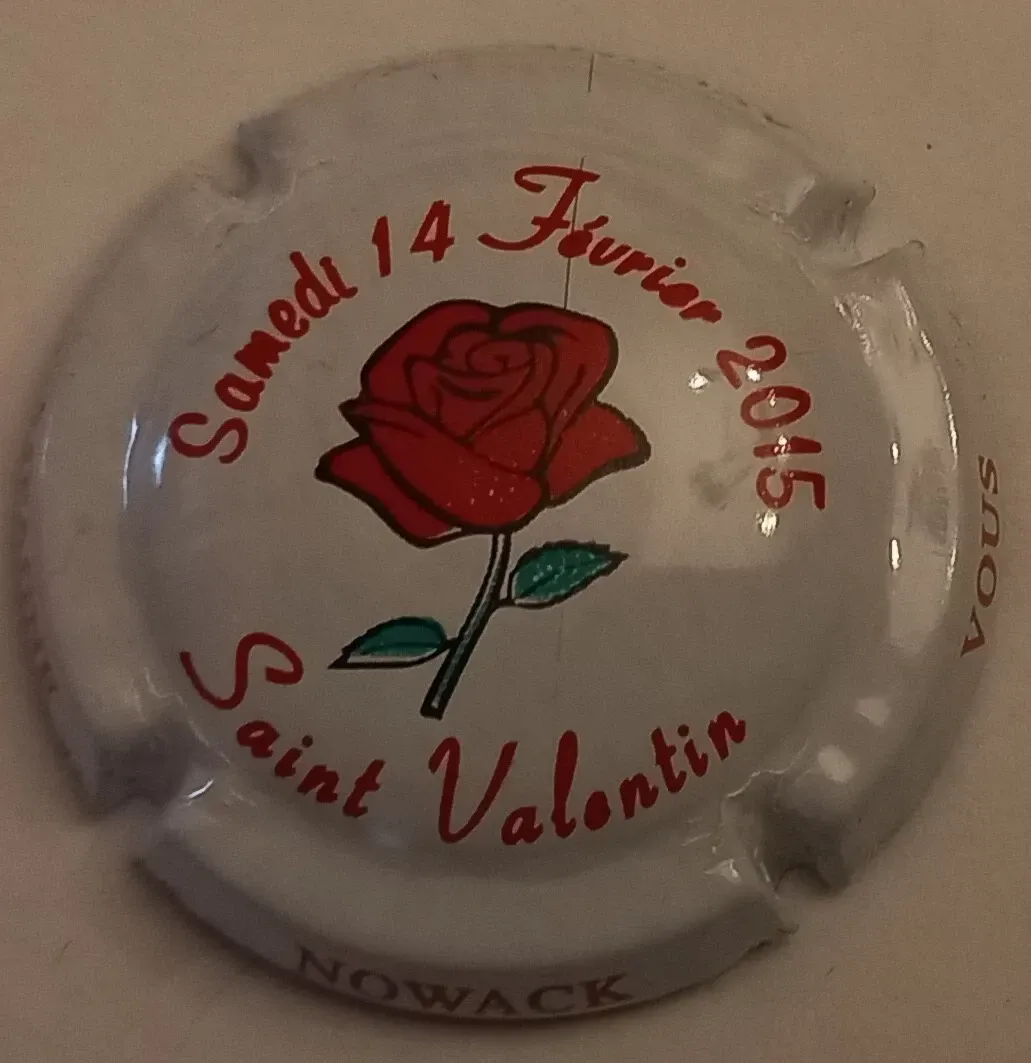 Samedi 14 Février 2015
Saint Valentin
NOWACK
VOUS